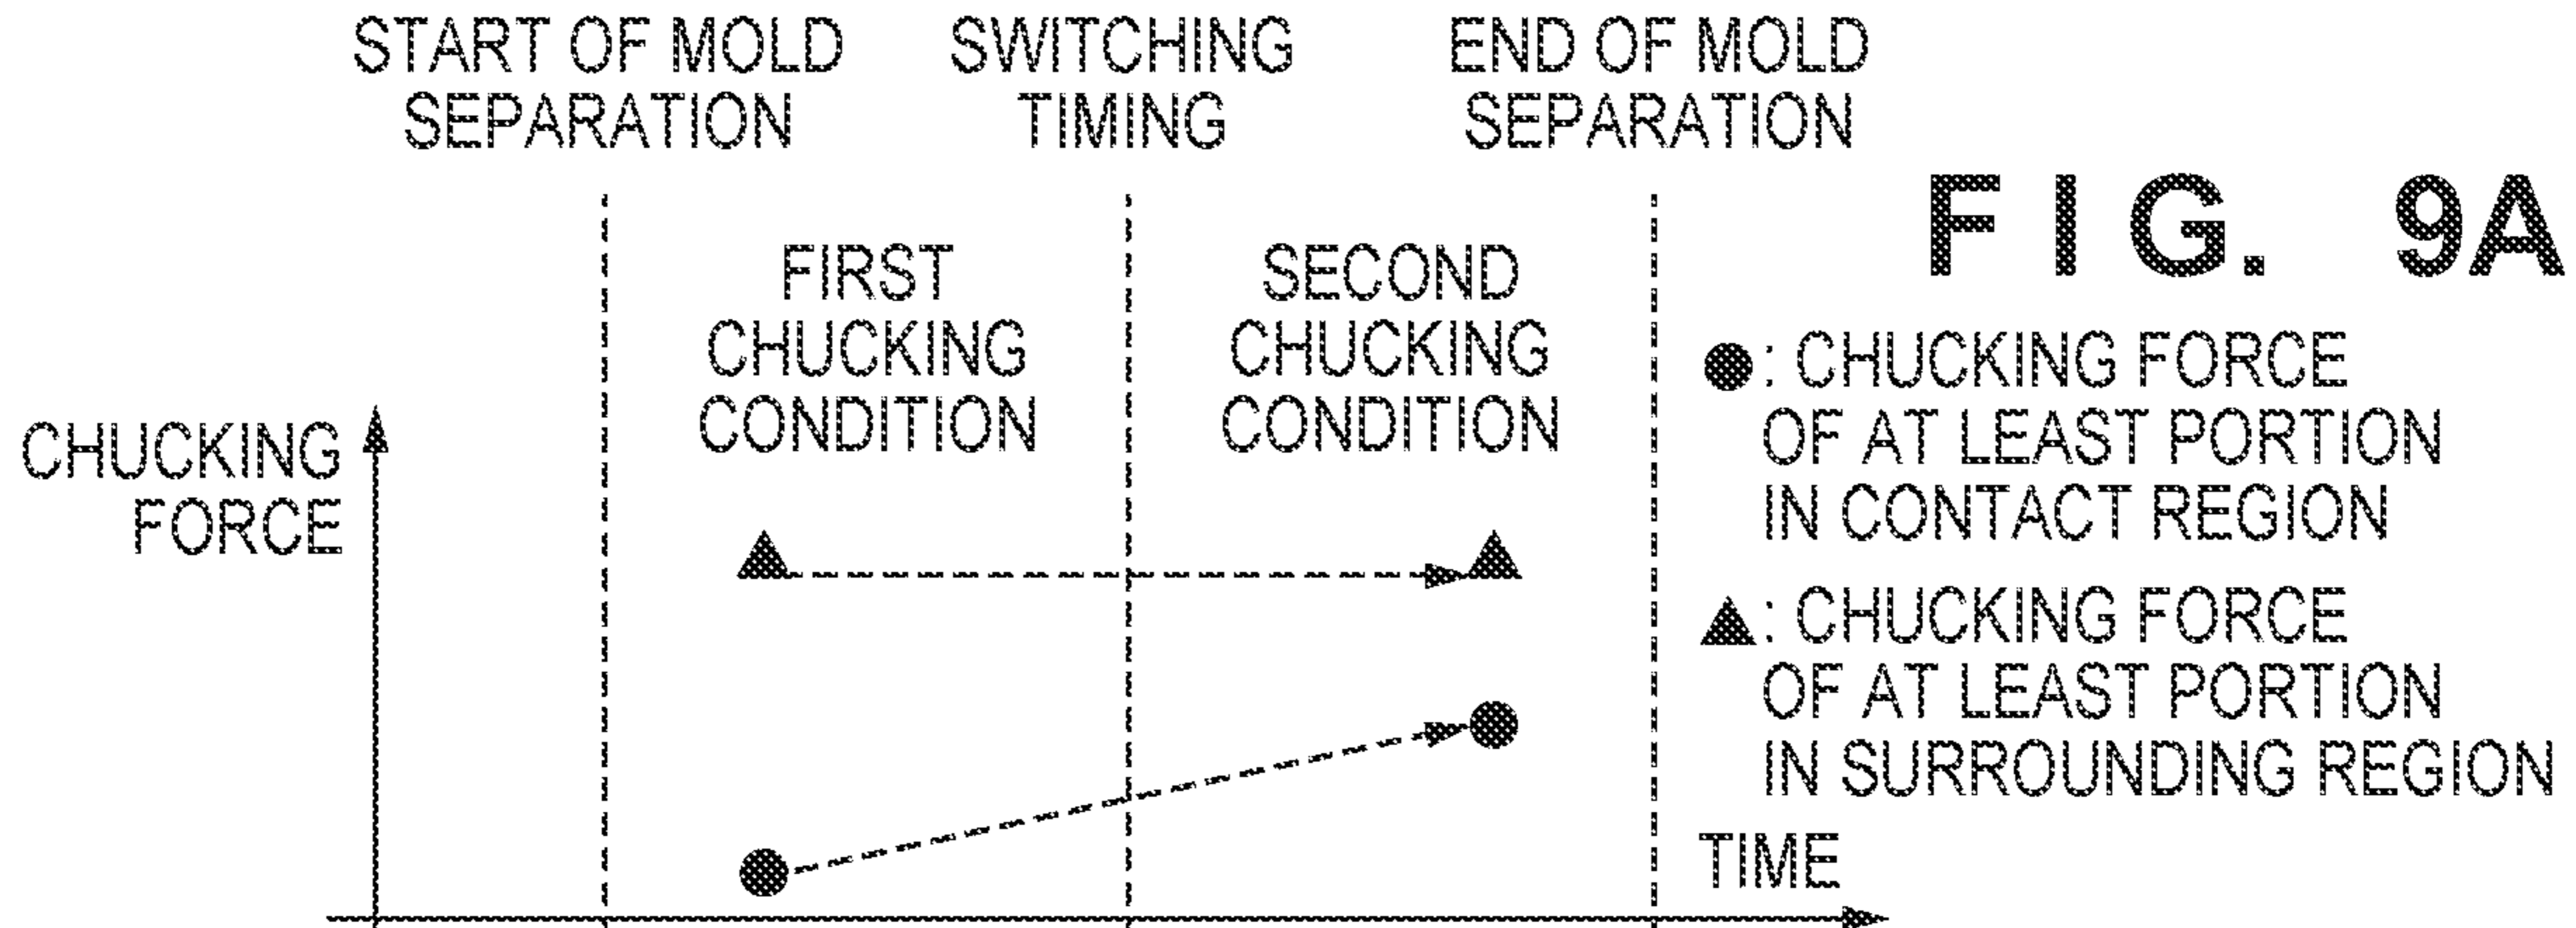 START OF MOLD
SEPARATION
SWITCHING
TIMING
END OF MOLD
SEPARATION
FIG. 9A
FIRST
CHUCKING
CONDITION
SECOND
CHUCKING
CONDITION
CHUCKING
FORCE
: CHUCKING FORCE
OF AT LEAST PORTION
IN CONTACT REGION
: CHUCKING FORCE
OF AT LEAST PORTION
IN SURROUNDING REGION
TIME